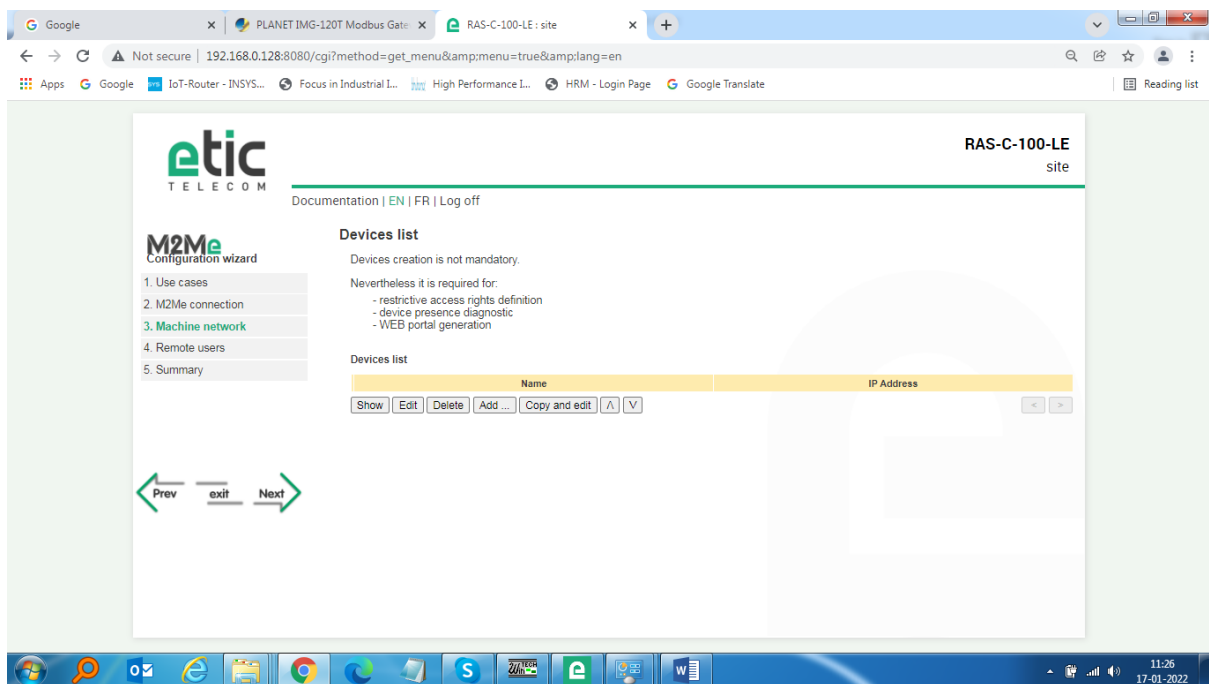 Google
PLANET IMG-120T Modbus Gate
RAS-C-100-LE : site
Not secure | 192.168.0.128:8080/cgi?method=get_menu&amp;menu=true&amp;lang=en
Apps Google IoT-Router - INSYS... Focus in Industrial I... High Performance I... HRM - Login Page Google Translate Reading list
etic
TELECOM
RAS-C-100-LE
site
Documentation | EN | FR | Log off
M2Me
Configuration wizard
1. Use cases
2. M2Me connection
3. Machine network
4. Remote users
5. Summary
Prev exit Next
Devices list
Devices creation is not mandatory.
Nevertheless it is required for:
- restrictive access rights definition
- device presence diagnostic
- WEB portal generation
Devices list
Name IP Address
Show Edit Delete Add ... Copy and edit Λ V < >
11:26
17-01-2022